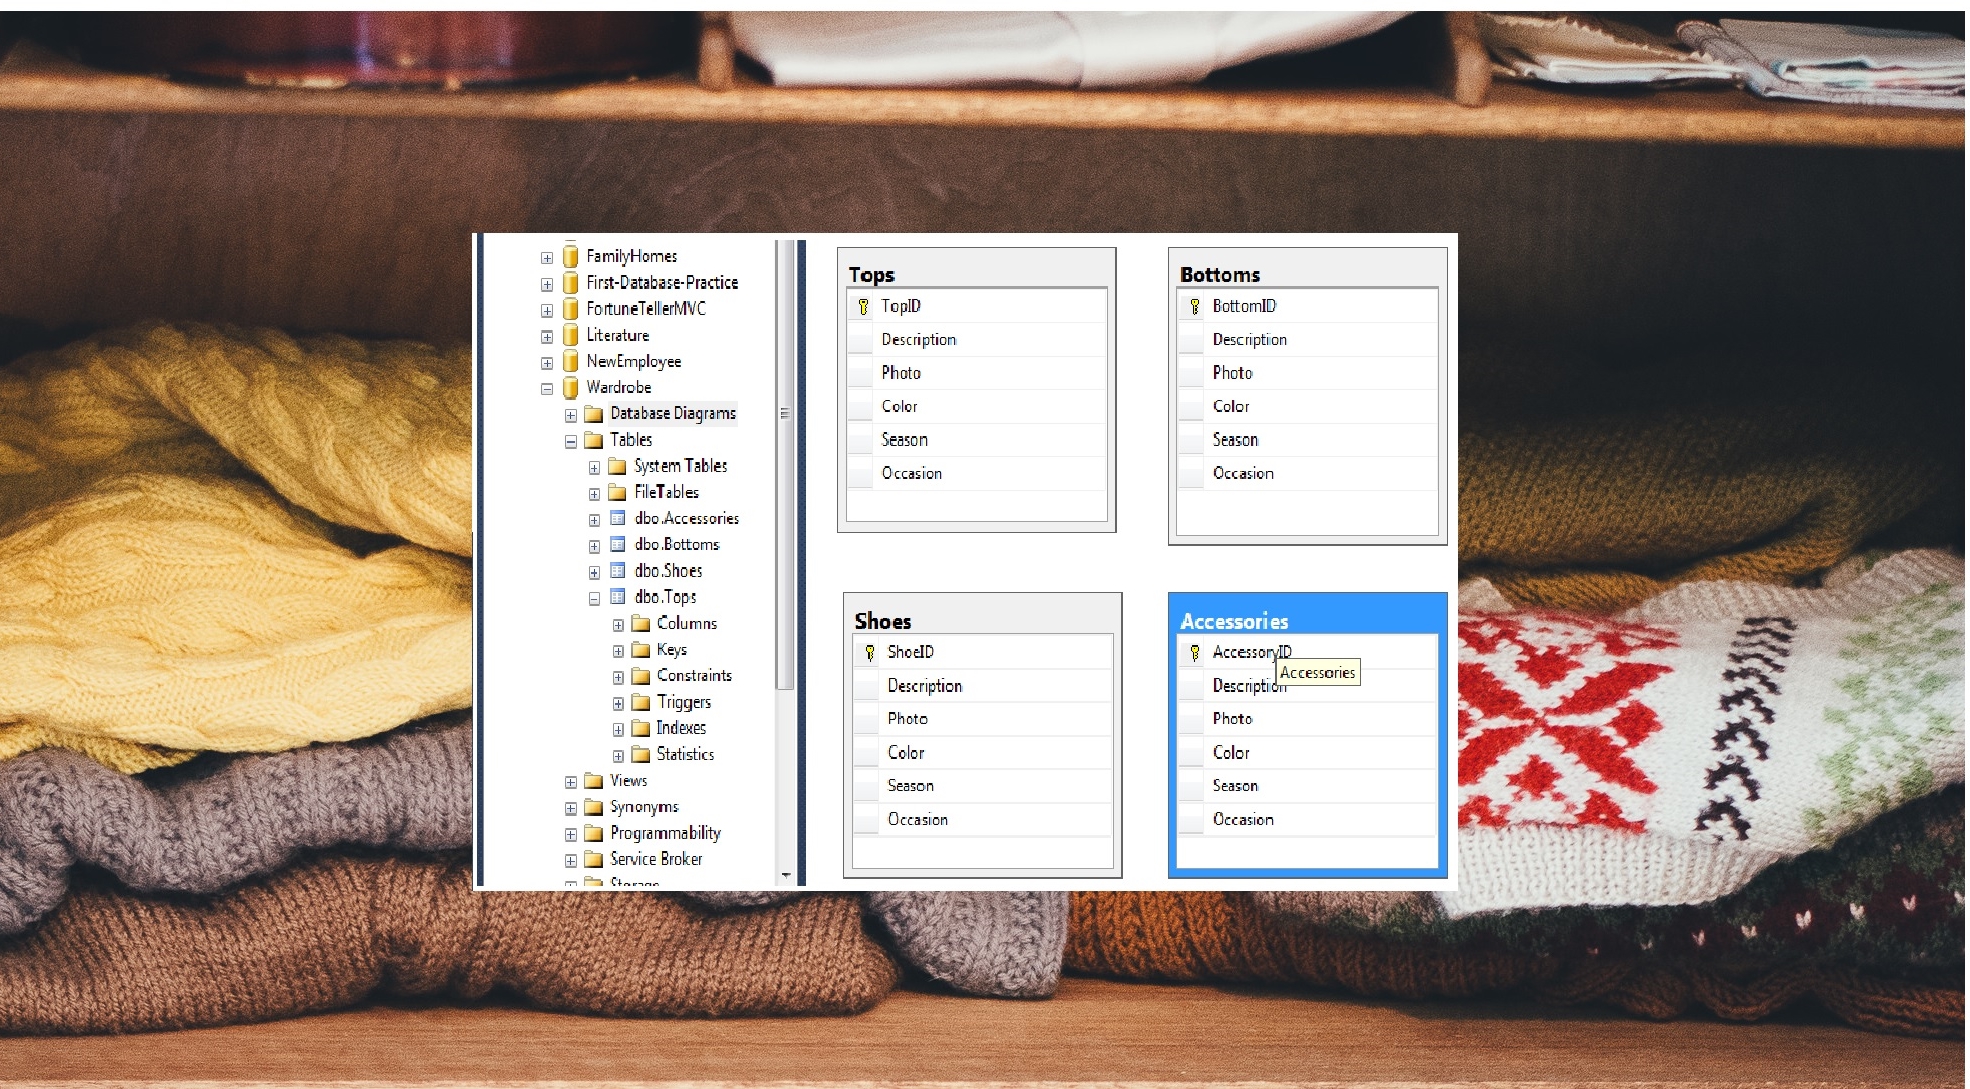 FamilyHomes
First-Database-Practice
FortuneTellerMVC
Literature
NewEmployee
Wardrobe
Database Diagrams
Tables
System Tables
FileTables
dbo.Accessories
dbo.Bottoms
dbo.Shoes
dbo.Tops
Columns
Keys
Constraints
Triggers
Indexes
Statistics
Views
Synonyms
Programmability
Service Broker
Storage
Tops
TopID
Description
Photo
Color
Season
Occasion
Bottoms
BottomID
Description
Photo
Color
Season
Occasion
Shoes
ShoeID
Description
Photo
Color
Season
Occasion
Accessories
AccessoryID
Accessories
Description
Photo
Color
Season
Occasion